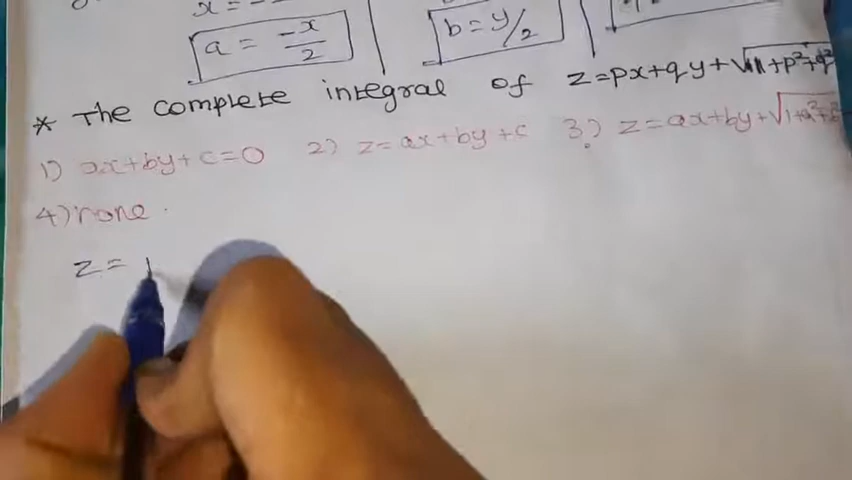 a = -x/2 | b = y/2
* The complete integral of z=px+qy+√1+p²+q²
1) ax+by+c=0 2) z=ax+by+c 3) z=ax+by+√1+a²+b²
4) none.
z=